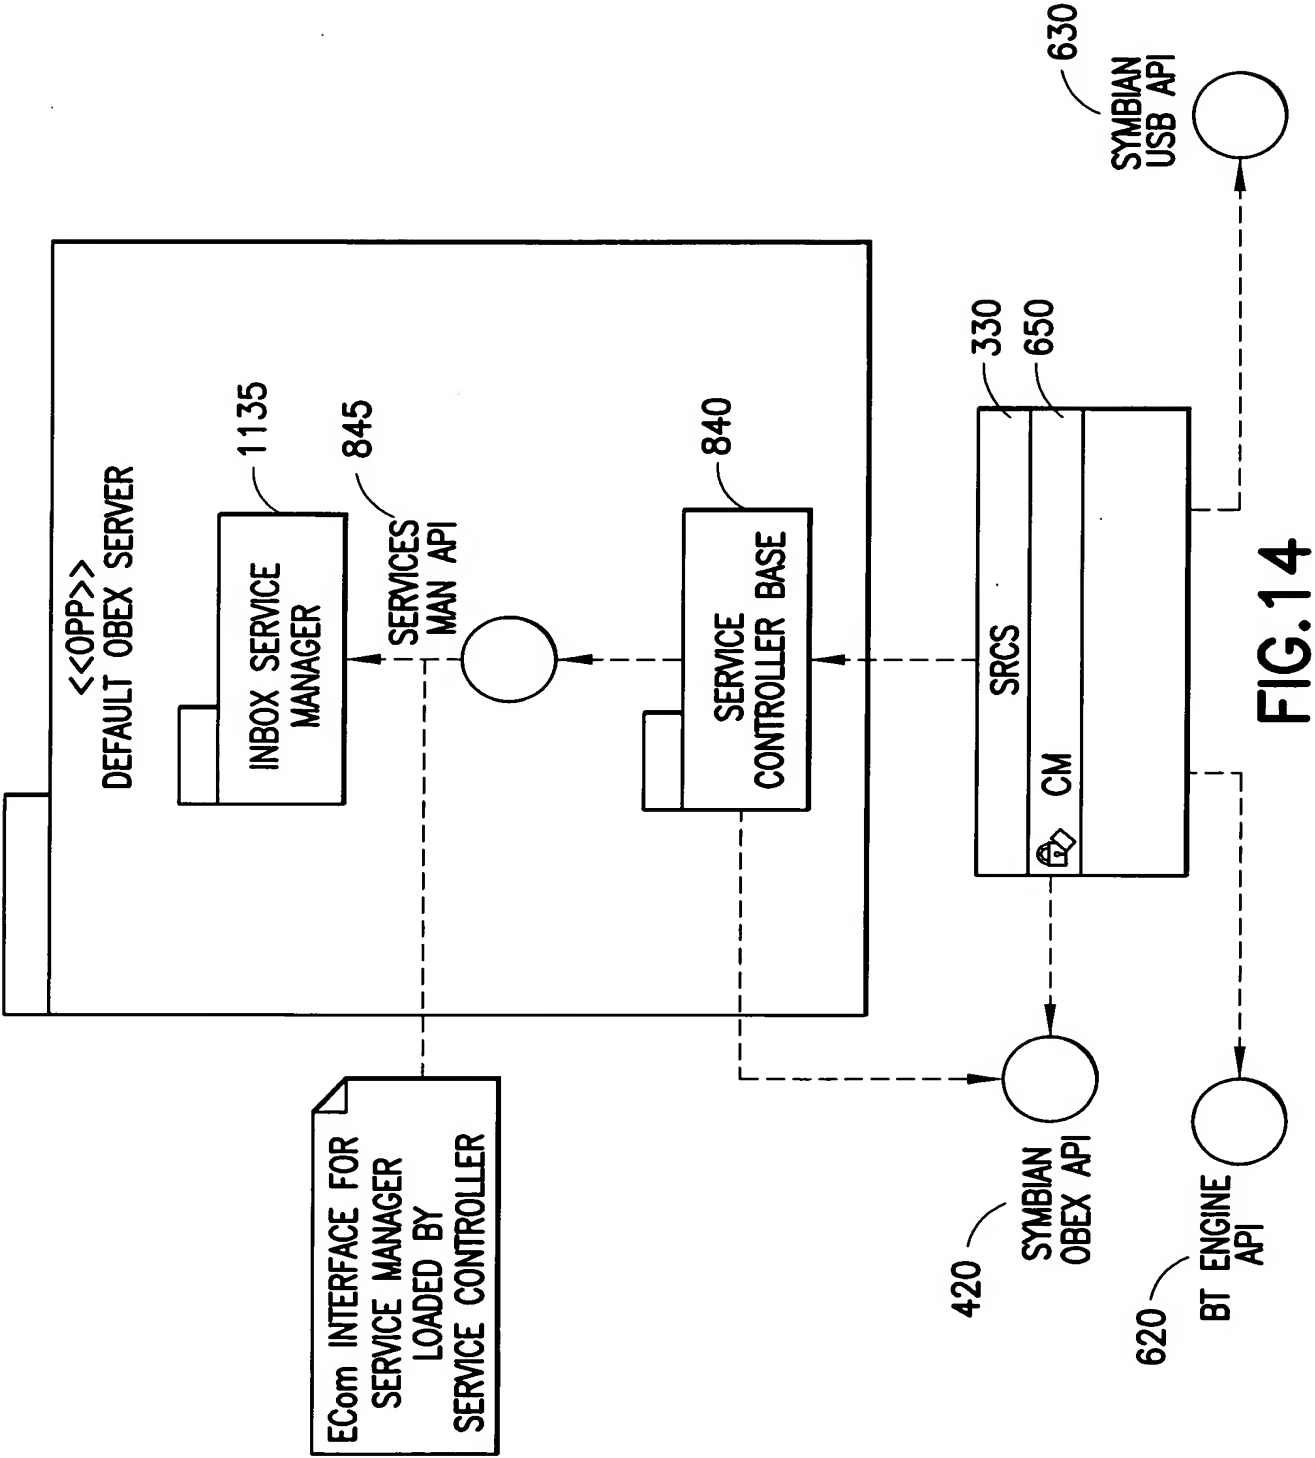 <<OPP>>
DEFAULT OBEX SERVER
ECom INTERFACE FOR
SERVICE MANAGER
LOADED BY
SERVICE CONTROLLER
INBOX SERVICE
MANAGER
1135
SERVICES
MAN API
845
SERVICE
CONTROLLER BASE
840
SRCS
330
CM
650
420
SYMBIAN
OBEX API
620
BT ENGINE
API
630
SYMBIAN
USB API
FIG.14